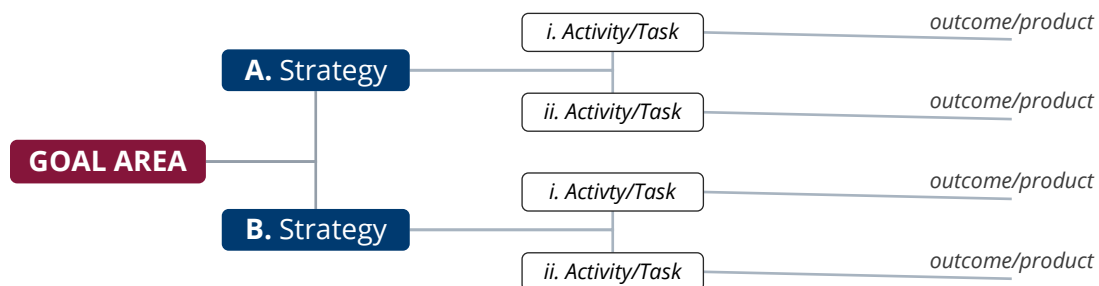 i. Activity/Task
outcome/product
A. Strategy
ii. Activity/Task
outcome/product
GOAL AREA
i. Activty/Task
outcome/product
B. Strategy
ii. Activity/Task
outcome/product